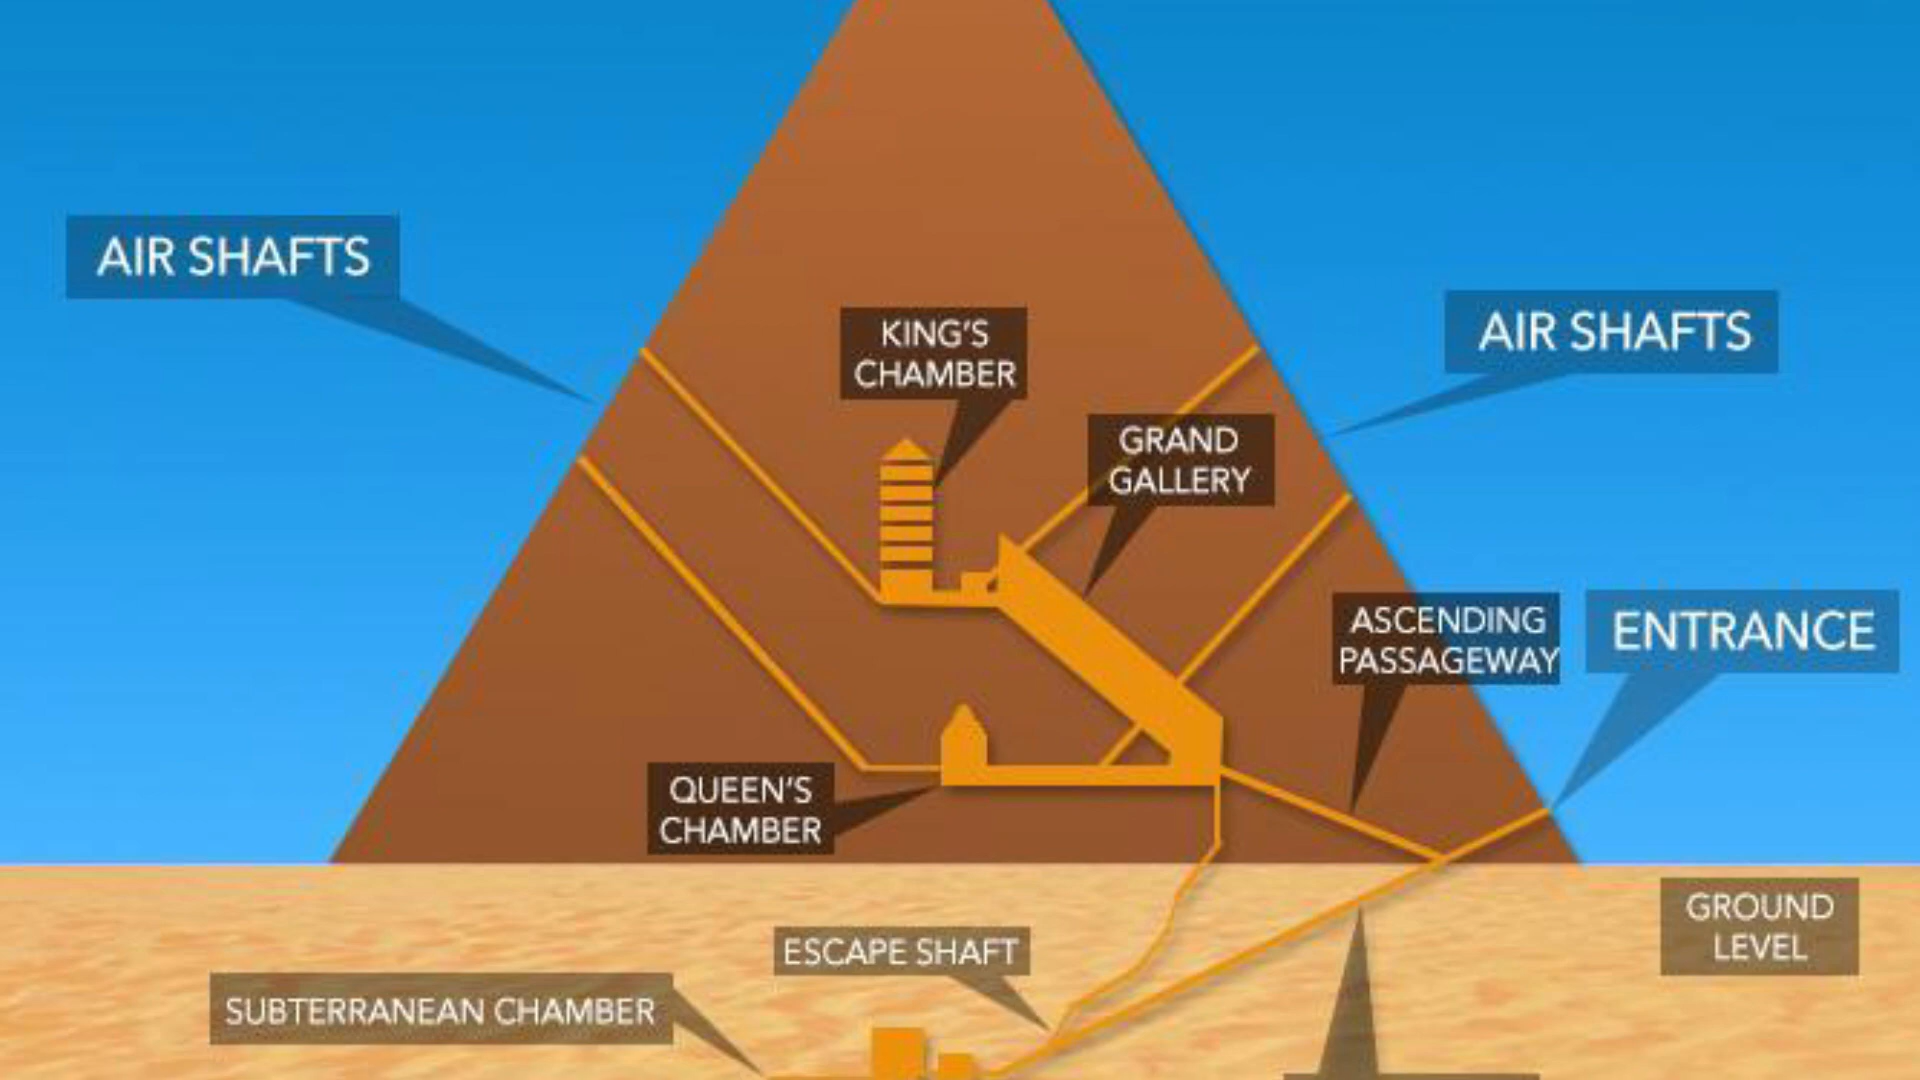 AIR SHAFTS
AIR SHAFTS
KING'S
CHAMBER
GRAND
GALLERY
ASCENDING
PASSAGEWAY
ENTRANCE
QUEEN'S
CHAMBER
GROUND
LEVEL
ESCAPE SHAFT
SUBTERRANEAN CHAMBER